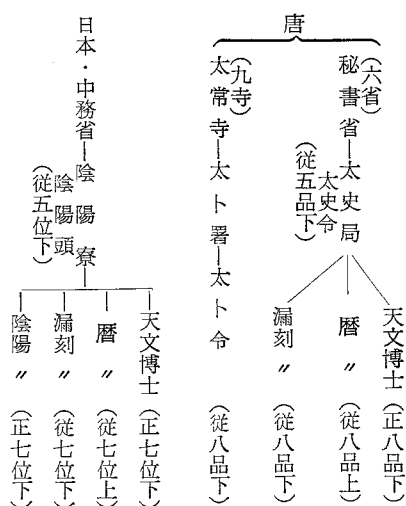 唐
(六省)
秘書省―太史局
太史令
(従五品下)
天文博士(正八品下)
暦〃(従八品上)
漏刻〃(従八品下)
(九寺)
太常寺―太卜署―太卜令(従八品下)
日本・中務省―陰陽寮
陰陽頭
(従五位下)
天文博士(正七位下)
暦〃(従七位上)
漏刻〃(従七位下)
陰陽〃(正七位下)